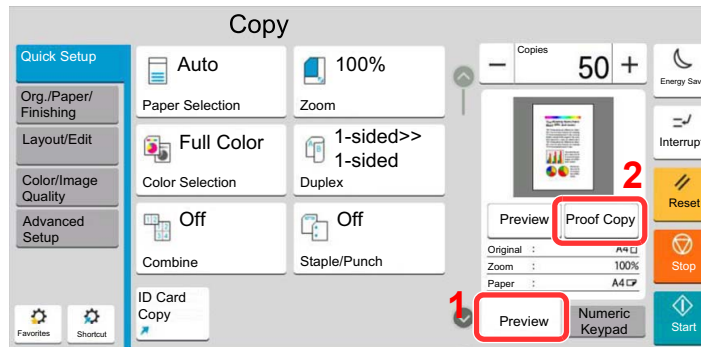 Copy
Quick Setup
Org./Paper/
Finishing
Layout/Edit
Color/Image
Quality
Advanced
Setup
Favorites
Shortcut
Auto
Paper Selection
100%
Zoom
Full Color
Color Selection
1-sided>>
1-sided
Duplex
Off
Combine
Off
Staple/Punch
ID Card
Copy
Copies
50
2
Preview
Proof Copy
Original :
A4
Zoom : 100%
Paper : A4
1
Preview
Numeric
Keypad
Energy Sav
Interrup
Reset
Stop
Start